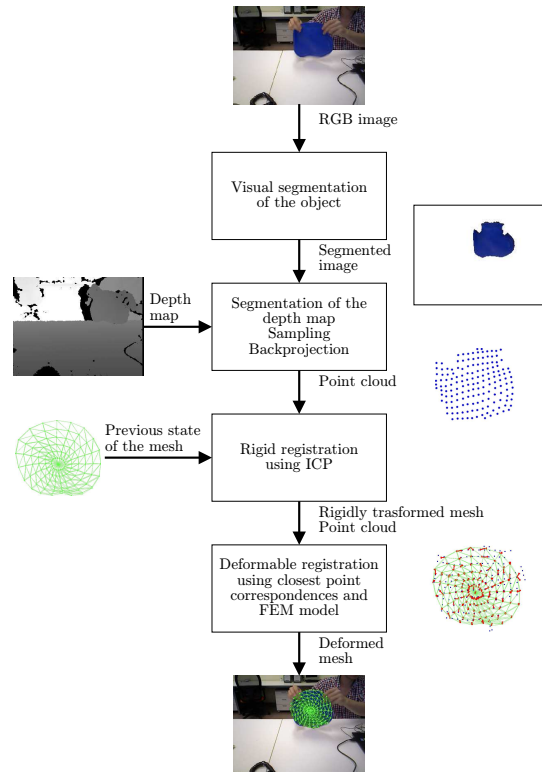 RGB image
Visual segmentation
of the object
Segmented
image
Depth
map
Segmentation of the
depth map
Sampling
Backprojection
Point cloud
Previous state
of the mesh
Rigid registration
using ICP
Rigidly trasformed mesh
Point cloud
Deformable registration
using closest point
correspondences and
FEM model
Deformed
mesh